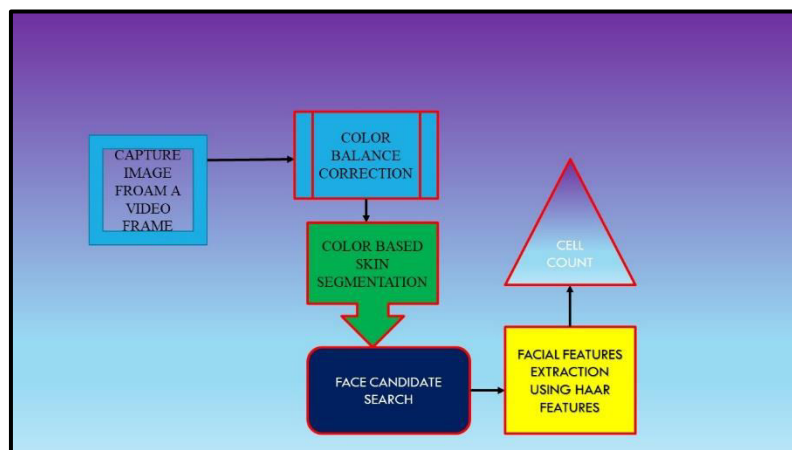 CAPTURE
IMAGE
FROAM A
VIDEO
FRAME
COLOR
BALANCE
CORRECTION
COLOR BASED
SKIN
SEGMENTATION
FACE CANDIDATE
SEARCH
FACIAL FEATURES
EXTRACTION
USING HAAR
FEATURES
CELL
COUNT